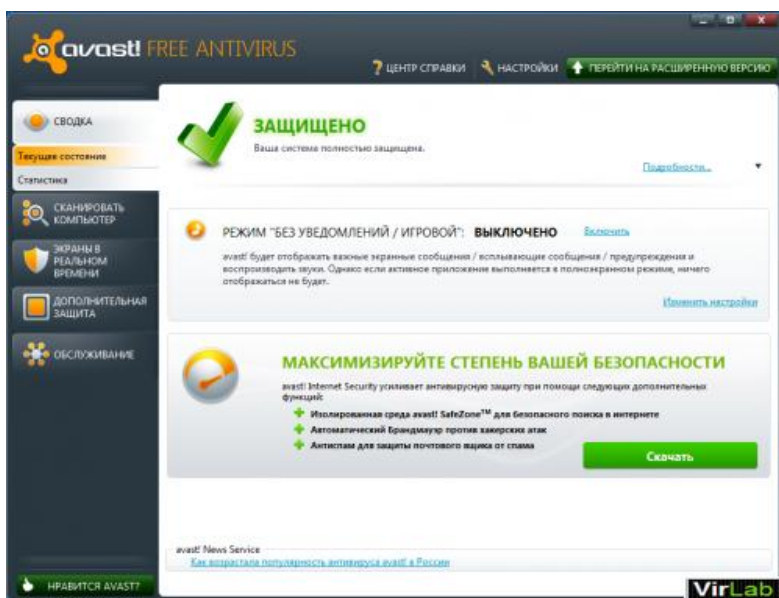 avast! FREE ANTIVIRUS
? ЦЕНТР СПРАВКИ
НАСТРОЙКИ
ПЕРЕЙТИ НА РАСШИРЕННУЮ ВЕРСИЮ
СВОДКА
Текущее состояние
Статистика
СКАНИРОВАТЬ
КОМПЬЮТЕР
ЭКРАНЫ В
РЕАЛЬНОМ
ВРЕМЕНИ
ДОПОЛНИТЕЛЬНАЯ
ЗАЩИТА
ОБСЛУЖИВАНИЕ
НРАВИТСЯ AVAST?
ЗАЩИЩЕНО
Ваша система полностью защищена.
Подробности...
РЕЖИМ "БЕЗ УВЕДОМЛЕНИЙ / ИГРОВОЙ": ВЫКЛЮЧЕНО Включить
avast! будет отображать важные экранные сообщения / всплывающие сообщения / предупреждения и
воспроизводить звуки. Однако если активное приложение выполняется в полноэкранном режиме, ничего
отображаться не будет.
Изменить настройки
МАКСИМИЗИРУЙТЕ СТЕПЕНЬ ВАШЕЙ БЕЗОПАСНОСТИ
avast! Internet Security усиливает антивирусную защиту при помощи следующих дополнительных
функций:
Изолированная среда avast! SafeZone™ для безопасного поиска в интернете
Автоматический Брандмауэр против хакерских атак
Антиспам для защиты почтового ящика от спама
Скачать
avast! News Service
Как возрастала популярность антивируса avast! в России
VirLab